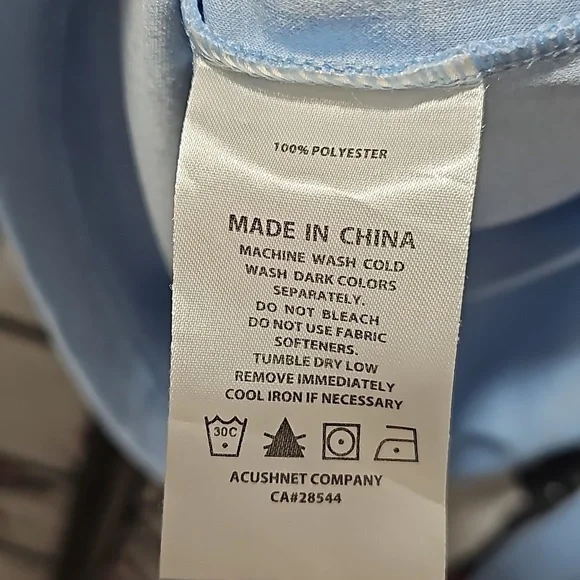 100% POLYESTER
MADE IN CHINA
MACHINE WASH COLD
WASH DARK COLORS
SEPARATELY.
DO NOT BLEACH
DO NOT USE FABRIC
SOFTENERS.
TUMBLE DRY LOW
REMOVE IMMEDIATELY
COOL IRON IF NECESSARY
30C
ACUSHNET COMPANY
CA#28544